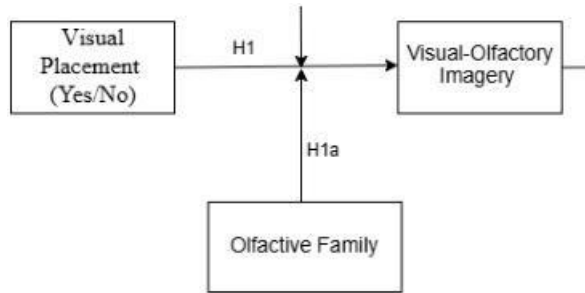 Visual
Placement
(Yes/No)
H1
Visual-Olfactory
Imagery
H1a
Olfactive Family